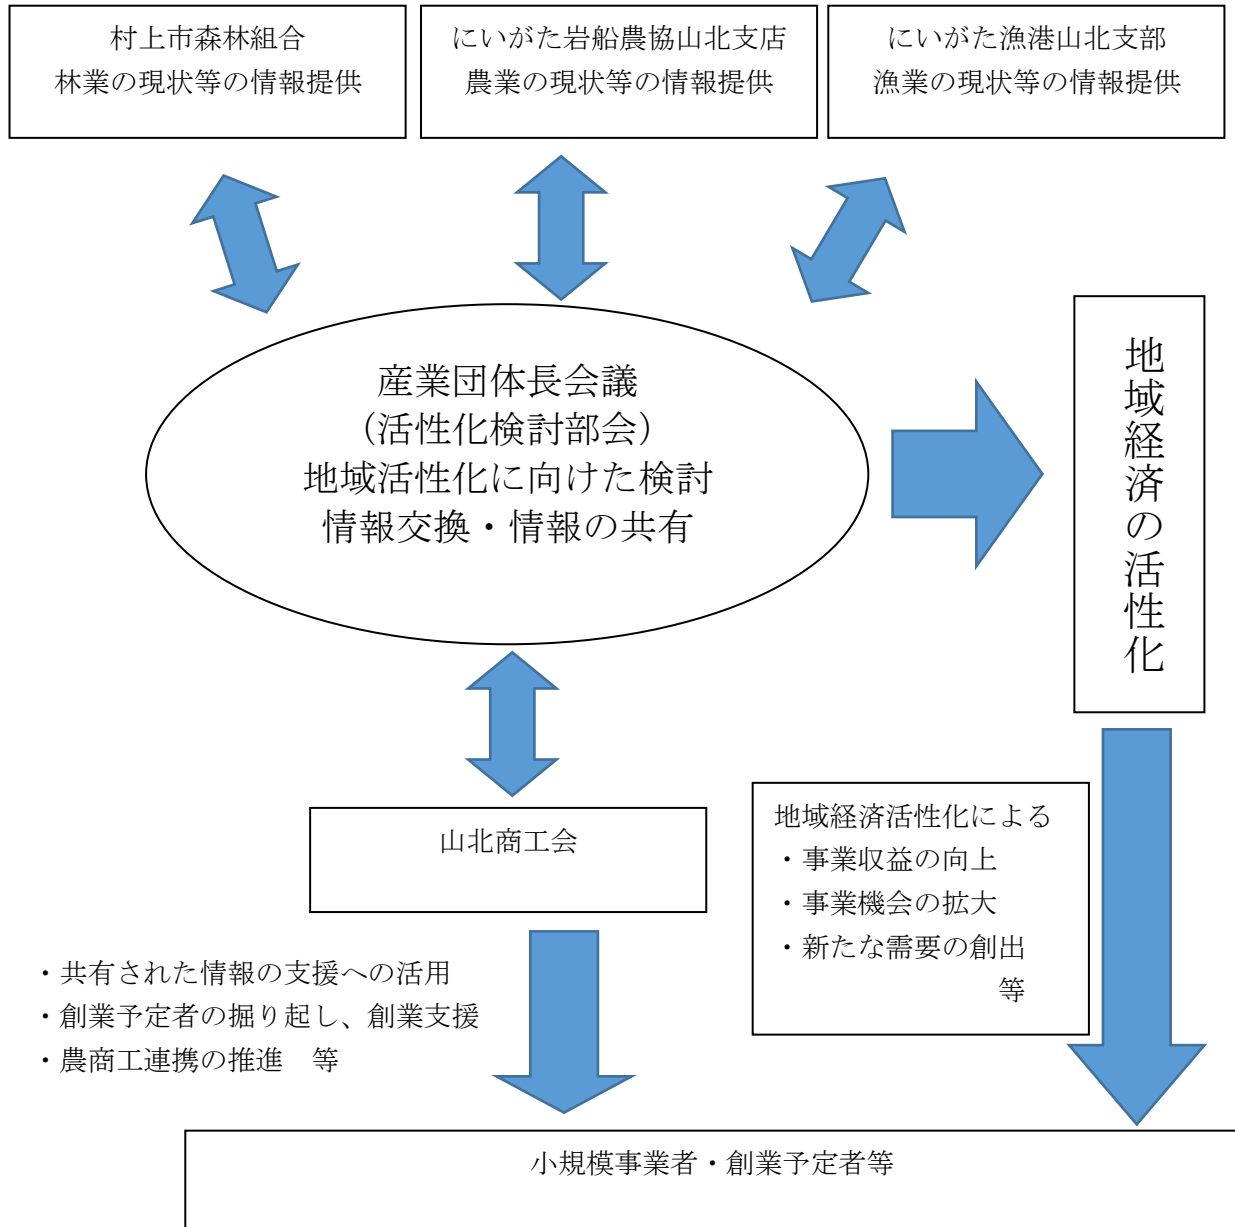 村上市森林組合
林業の現状等の情報提供
にいがた岩船農協山北支店
農業の現状等の情報提供
にいがた漁港山北支部
漁業の現状等の情報提供
産業団体長会議
（活性化検討部会）
地域活性化に向けた検討
情報交換・情報の共有
地域経済の活性化
山北商工会
地域経済活性化による
・事業収益の向上
・事業機会の拡大
・新たな需要の創出
等
・共有された情報の支援への活用
・創業予定者の掘り起し、創業支援
・農商工連携の推進　等
小規模事業者・創業予定者等